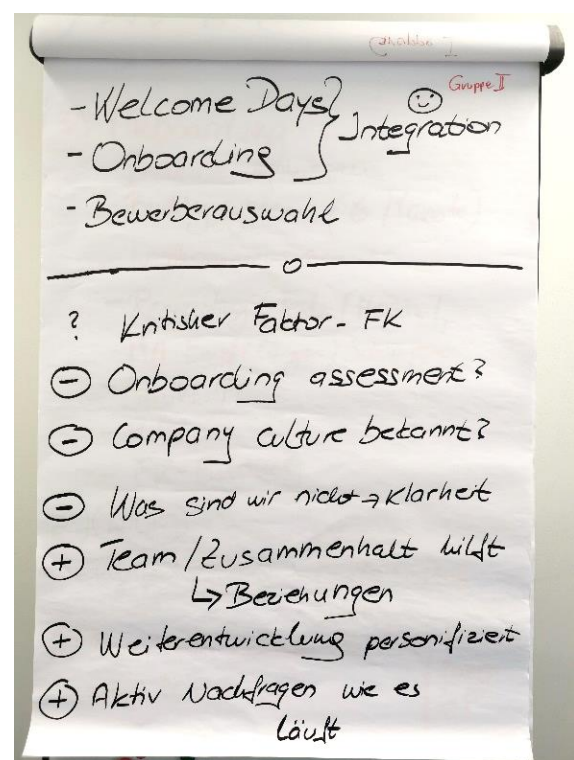 Gruppe II
- Welcome Days
- Onboarding } Integration
- Bewerberauswahl
? Kritisher Faktor - FK
⊖ Onboarding assessment?
⊖ Company culture bekannt?
⊖ Was sind wir nicht → Klarheit
⊕ Team/Zusammenhalt hilft
↳ Beziehungen
⊕ Weiterentwicklung personifiziert
⊕ Aktiv Nachfragen wie es
läuft